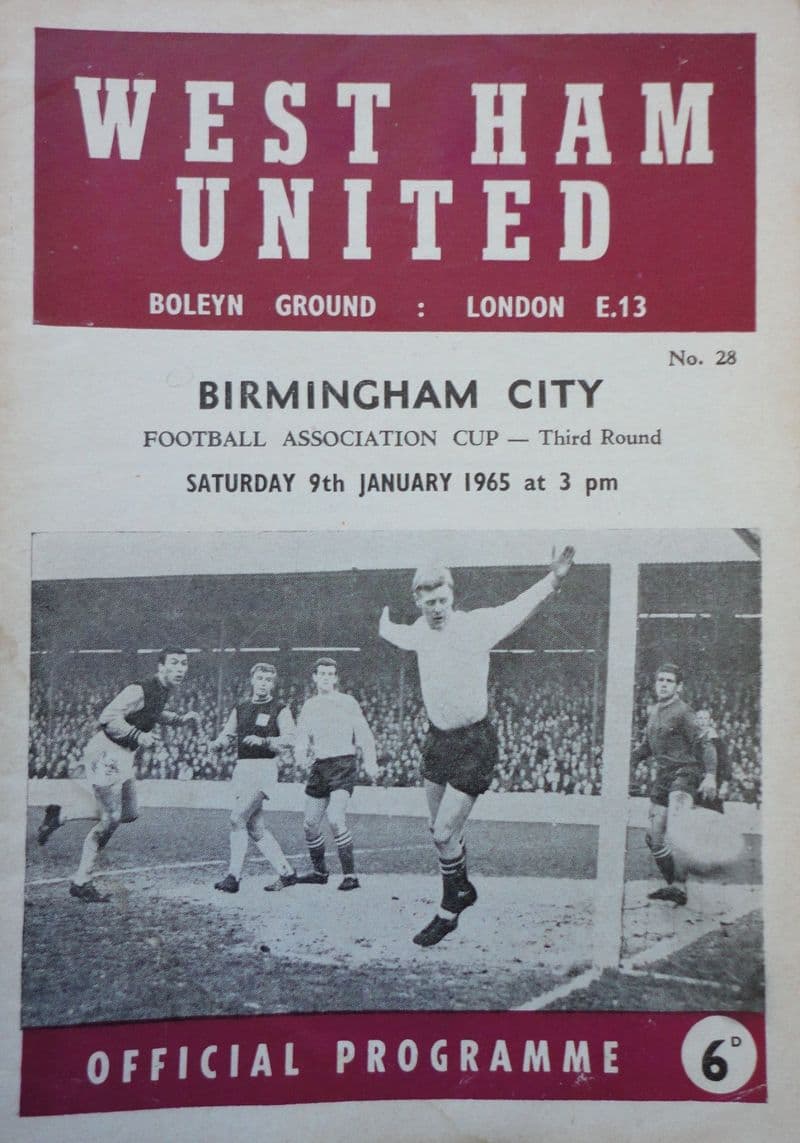 WEST HAM
UNITED
BOLEYN GROUND : LONDON E.13
No. 28
BIRMINGHAM CITY
FOOTBALL ASSOCIATION CUP — Third Round
SATURDAY 9th JANUARY 1965 at 3 pm
OFFICIAL PROGRAMME
6D